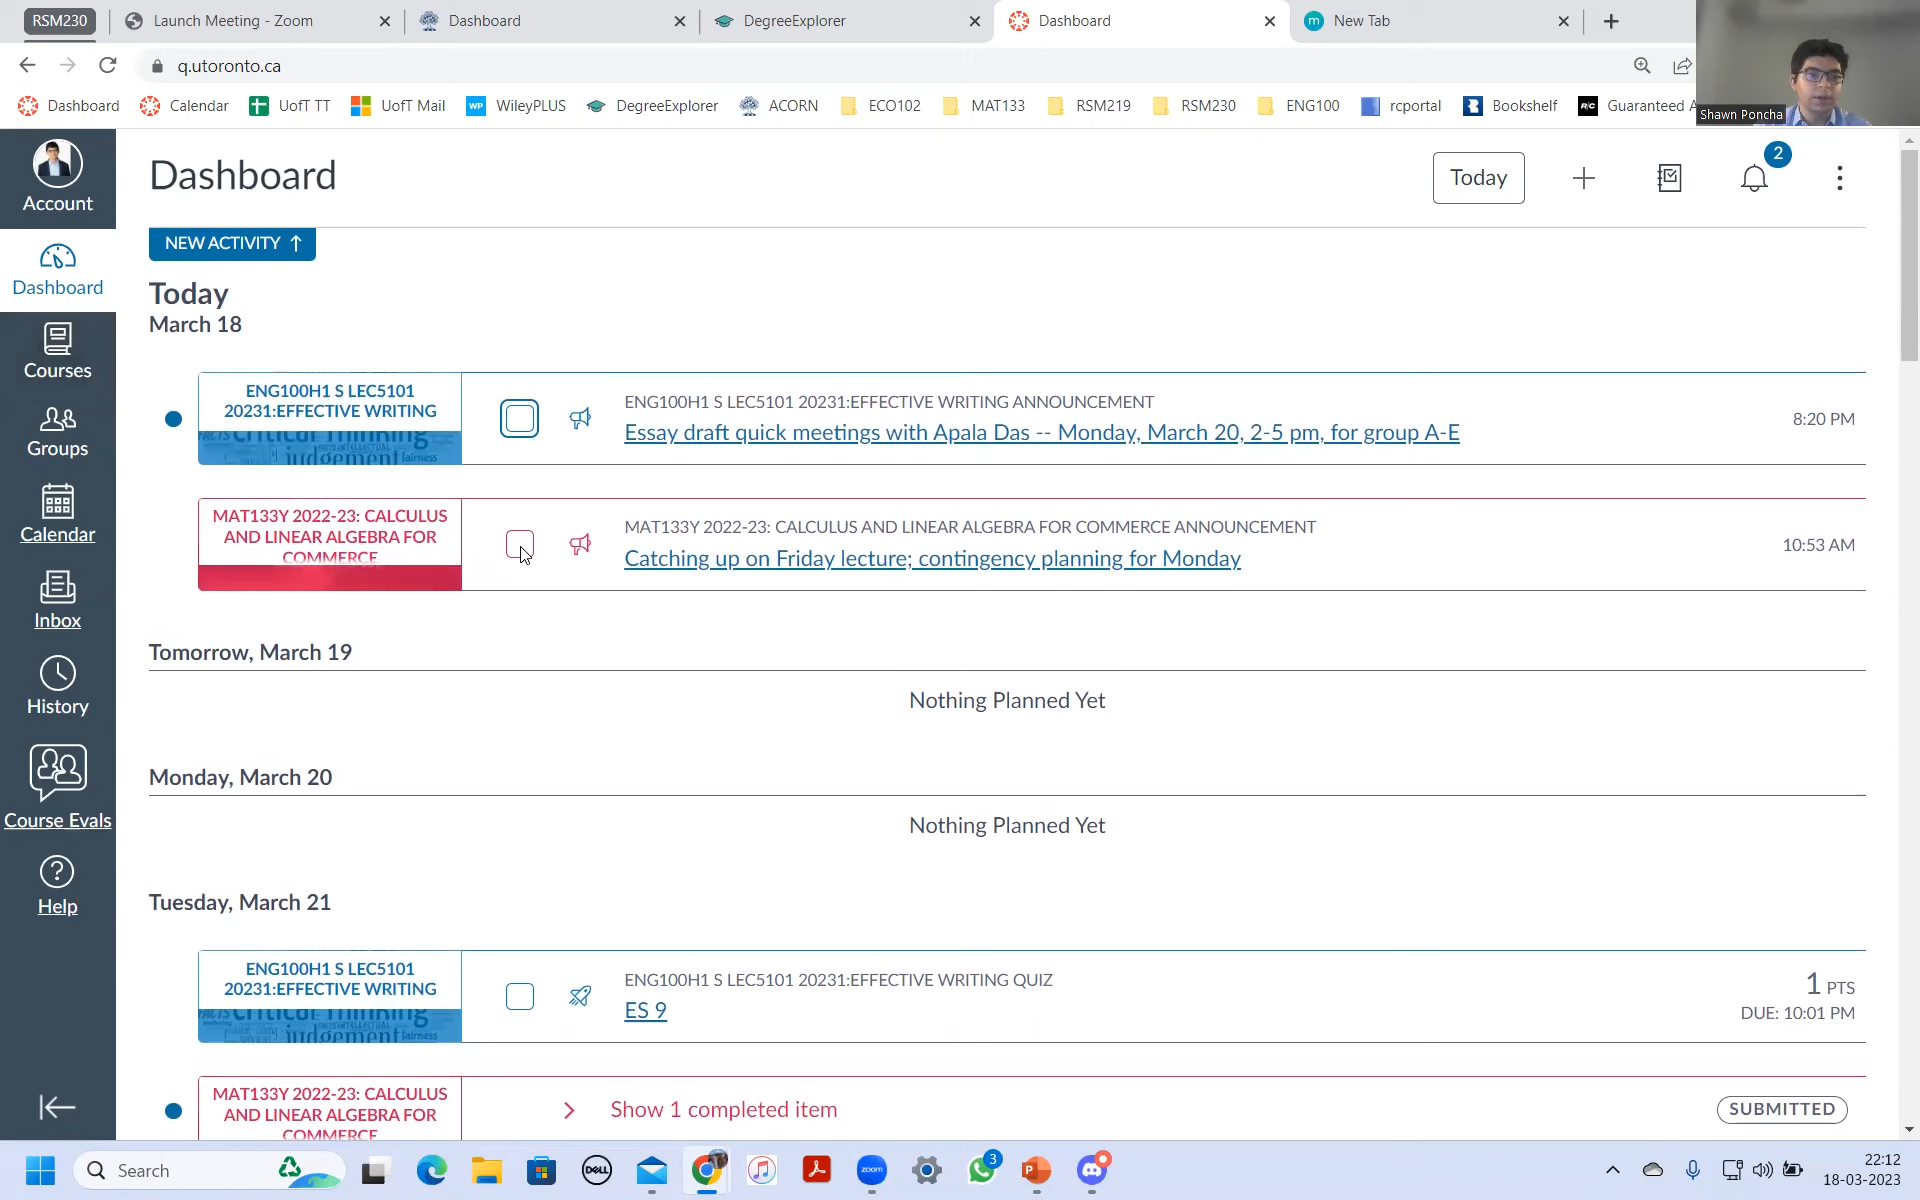 RSM230
Launch Meeting - Zoom
Dashboard
DegreeExplorer
Dashboard
New Tab
q.utoronto.ca
Dashboard
Calendar
UofT TT
UofT Mail
WileyPLUS
DegreeExplorer
ACORN
ECO102
MAT133
RSM219
RSM230
ENG100
rcportal
Bookshelf
Guaranteed A
Shawn Poncha
Account
Dashboard
Courses
Groups
Calendar
Inbox
History
Course Evals
Help
Dashboard
Today
2
NEW ACTIVITY
Today
March 18
ENG100H1 S LEC5101
20231:EFFECTIVE WRITING
ENG100H1 S LEC5101 20231:EFFECTIVE WRITING ANNOUNCEMENT
Essay draft quick meetings with Apala Das -- Monday, March 20, 2-5 pm, for group A-E
8:20 PM
MAT133Y 2022-23: CALCULUS
AND LINEAR ALGEBRA FOR
COMMERCE
MAT133Y 2022-23: CALCULUS AND LINEAR ALGEBRA FOR COMMERCE ANNOUNCEMENT
Catching up on Friday lecture; contingency planning for Monday
10:53 AM
Tomorrow, March 19
Nothing Planned Yet
Monday, March 20
Nothing Planned Yet
Tuesday, March 21
ENG100H1 S LEC5101
20231:EFFECTIVE WRITING
ENG100H1 S LEC5101 20231:EFFECTIVE WRITING QUIZ
ES 9
1 PTS
DUE: 10:01 PM
MAT133Y 2022-23: CALCULUS
AND LINEAR ALGEBRA FOR
COMMERCE
Show 1 completed item
SUBMITTED
Search
DELL
zoom
3
22:12
18-03-2023